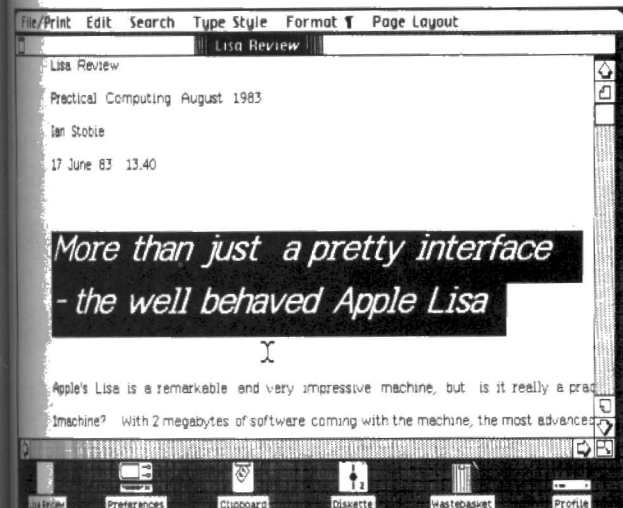 File/Print Edit Search Type Style Format ¶ Page Layout
Lisa Review
Lisa Review
Practical Computing August 1983
Ian Stobie
17 June 83 13.40
More than just a pretty interface
- the well behaved Apple Lisa
Apple's Lisa is a remarkable and very impressive machine, but is it really a prac
1machine? With 2 megabytes of software coming with the machine, the most advanced
Preferences Clipboard Diskette Wastebasket Profile